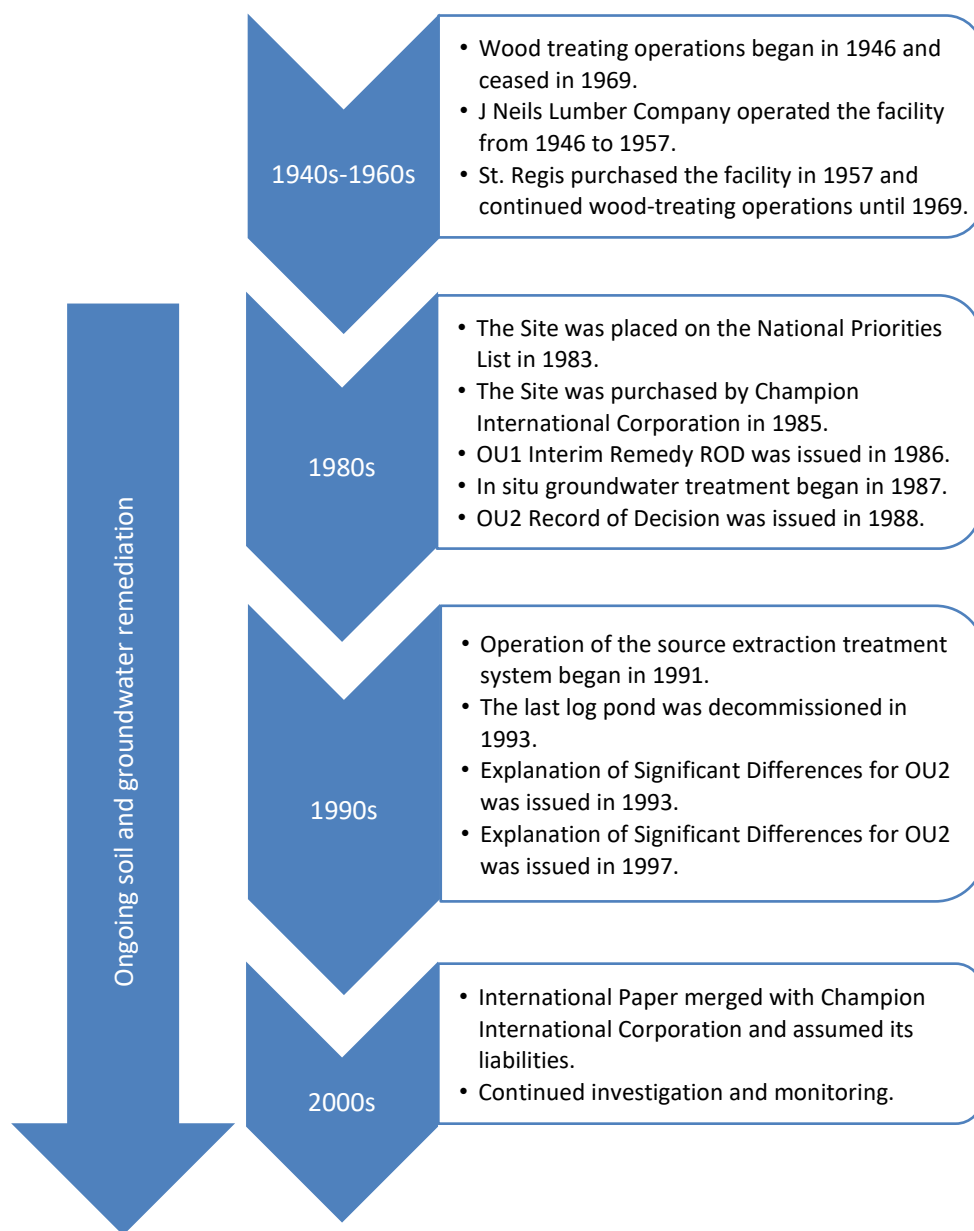 1940s-1960s
• Wood treating operations began in 1946 and
ceased in 1969.
• J Neils Lumber Company operated the facility
from 1946 to 1957.
• St. Regis purchased the facility in 1957 and
continued wood-treating operations until 1969.
Ongoing soil and groundwater remediation
1980s
• The Site was placed on the National Priorities
List in 1983.
• The Site was purchased by Champion
International Corporation in 1985.
• OU1 Interim Remedy ROD was issued in 1986.
• In situ groundwater treatment began in 1987.
• OU2 Record of Decision was issued in 1988.
1990s
• Operation of the source extraction treatment
system began in 1991.
• The last log pond was decommissioned in
1993.
• Explanation of Significant Differences for OU2
was issued in 1993.
• Explanation of Significant Differences for OU2
was issued in 1997.
2000s
• International Paper merged with Champion
International Corporation and assumed its
liabilities.
• Continued investigation and monitoring.